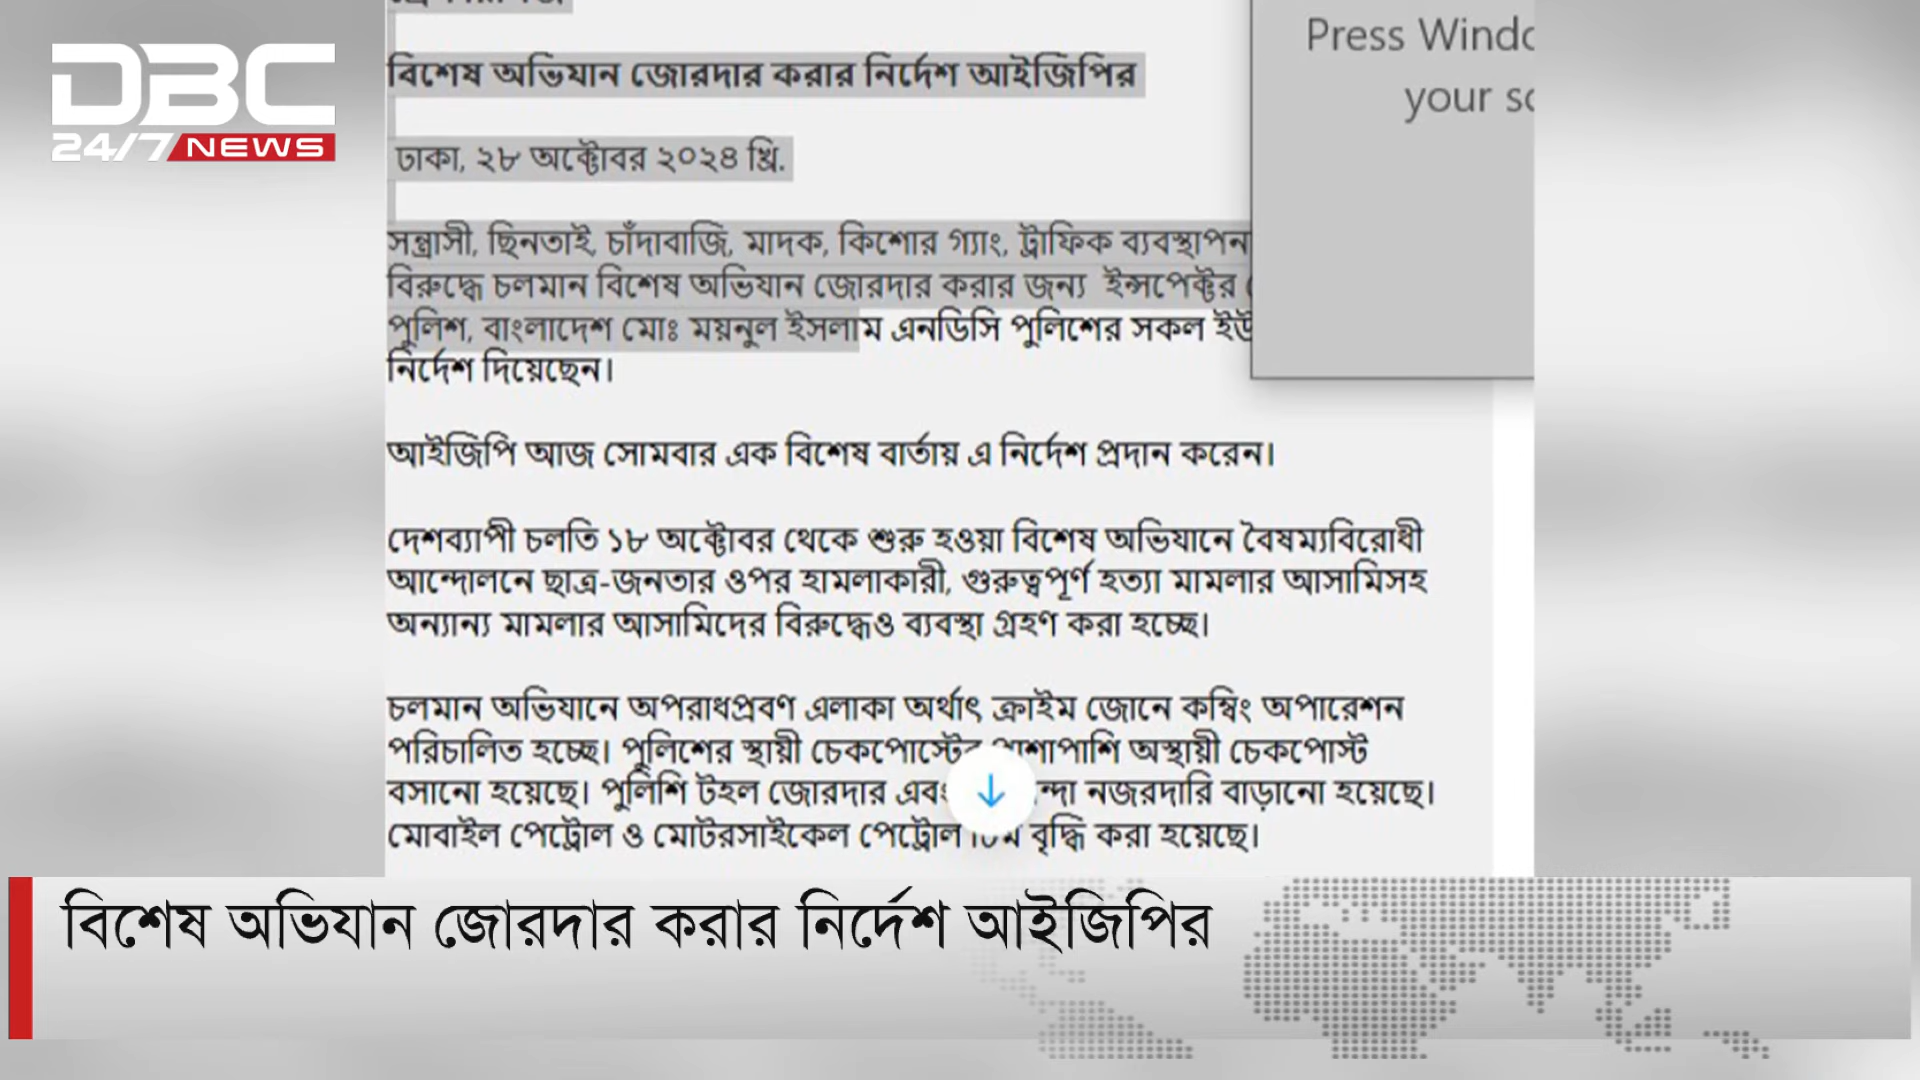 DBC
24/7 NEWS
Press
your
বিশেষ অভিযান জোরদার করার নির্দেশ আইজিপির
ঢাকা, ২৮ অক্টোবর ২০২৪ খ্রি.
সন্ত্রাসী, ছিনতাই, চাঁদাবাজি, মাদক, কিশোর গ্যাং, ট্রাফিক
বিরুদ্ধে চলমান বিশেষ অভিযান জোরদার করার জন্য ইন্সপেক্টর
পুলিশ, বাংলাদেশ মোঃ ময়নুল ইসলাম এনডিসি পুলিশের সকল
নির্দেশ দিয়েছেন।
আইজিপি আজ সোমবার এক বিশেষ বার্তায় এ নির্দেশ প্রদান করেন।
দেশব্যাপী চলতি ১৮ অক্টোবর থেকে শুরু হওয়া বিশেষ অভিযানে বৈষম্যবিরোধী
আন্দোলনে ছাত্র-জনতার ওপর হামলাকারী, গুরুত্বপূর্ণ হত্যা মামলার আসামিসহ
অন্যান্য মামলার আসামিদের বিরুদ্ধেও ব্যবস্থা গ্রহণ করা হচ্ছে।
চলমান অভিযানে অপরাধপ্রবণ এলাকা অর্থাৎ ক্রাইম জোনে কম্বিং অপারেশন
পরিচালিত হচ্ছে। পুলিশের স্থায়ী চেকপোস্টের পাশাপাশি অস্থায়ী চেকপোস্ট
বসানো হয়েছে। পুলিশি টহল জোরদার এবং নজরদারি বাড়ানো হয়েছে।
মোবাইল পেট্রোল ও মোটরসাইকেল পেট্রোল টিম বৃদ্ধি করা হয়েছে।
বিশেষ অভিযান জোরদার করার নির্দেশ আইজিপির